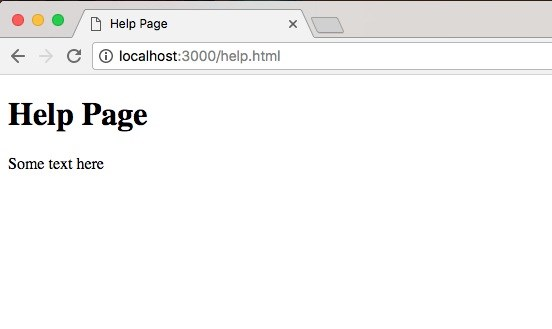 Help Page
localhost:3000/help.html
Help Page
Some text here